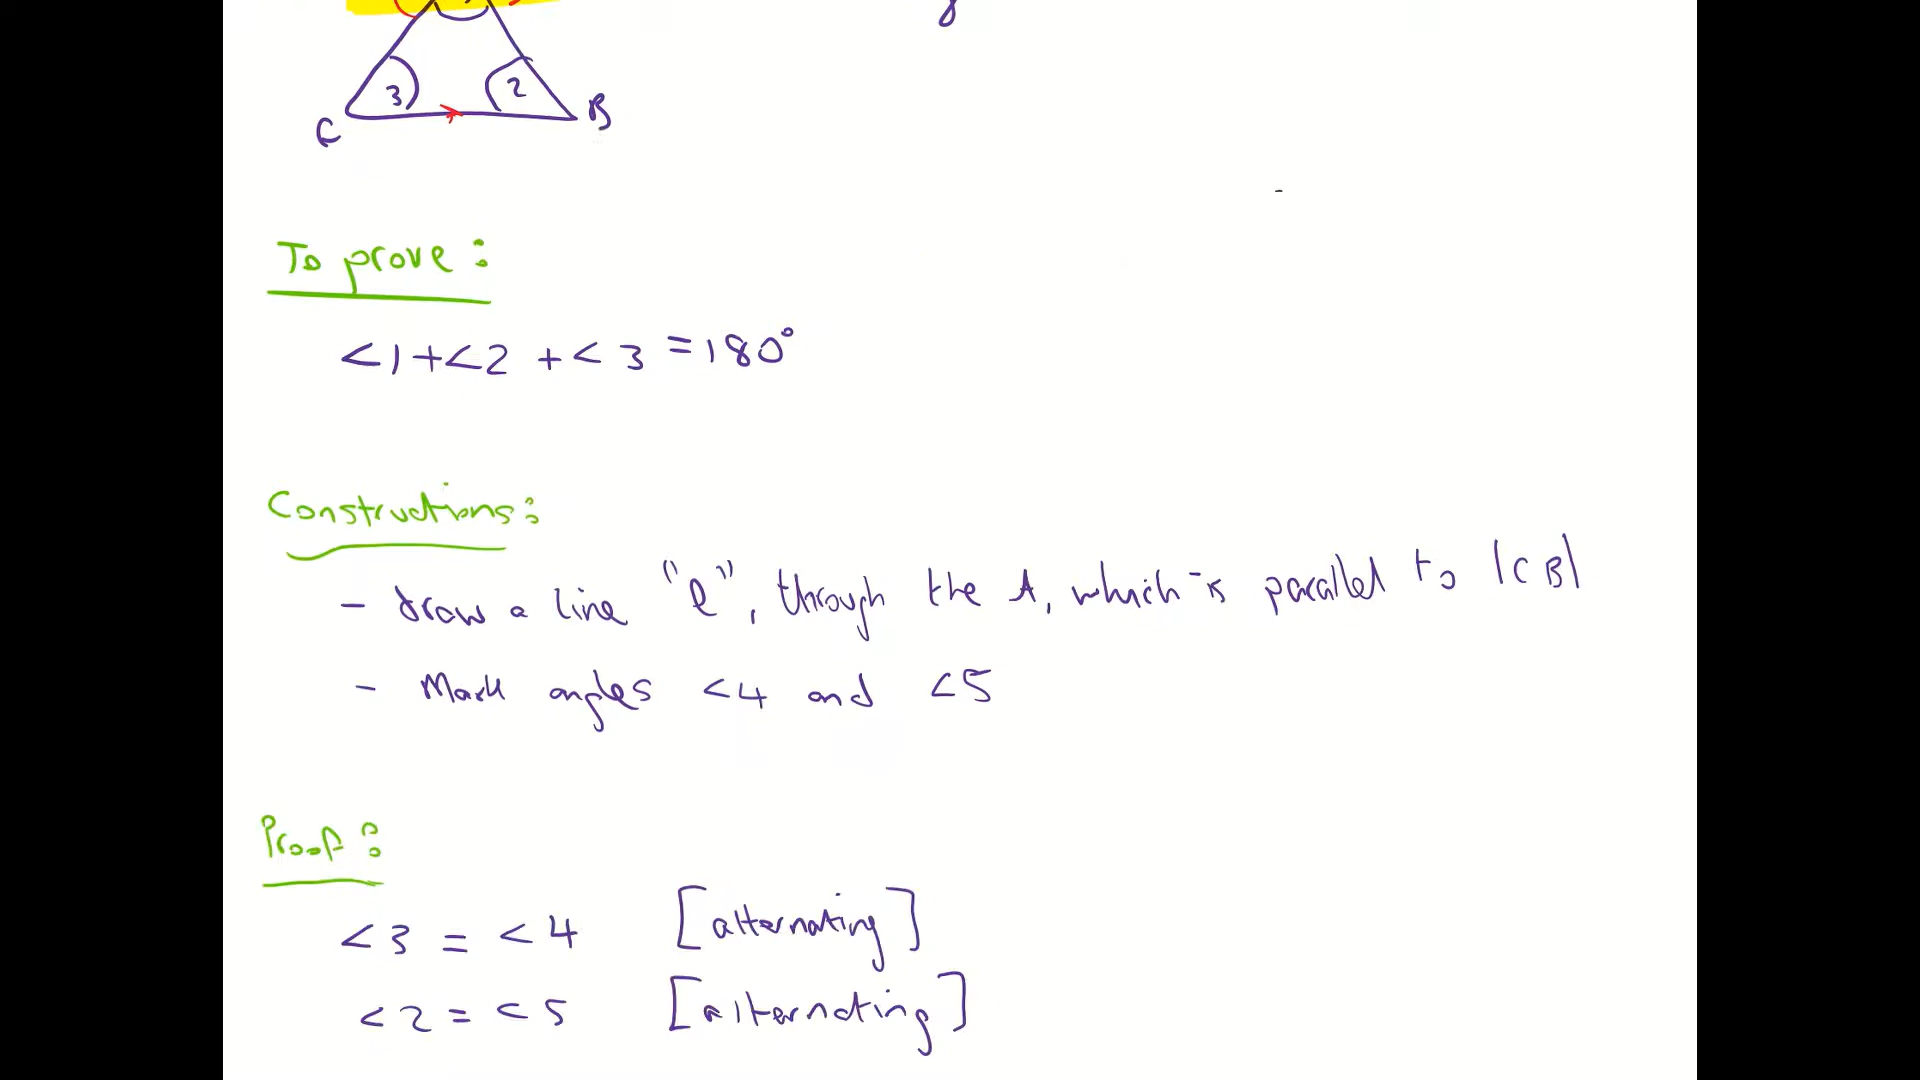 3 2
C B
To prove:
<1+<2 +<3 =180°
Constructions:
- draw a line "l", through the A, which is parallel to |CB|
- Mark angles <4 and <5
Proof:
<3 = <4 [alternating]
<2 = <5 [alternating]